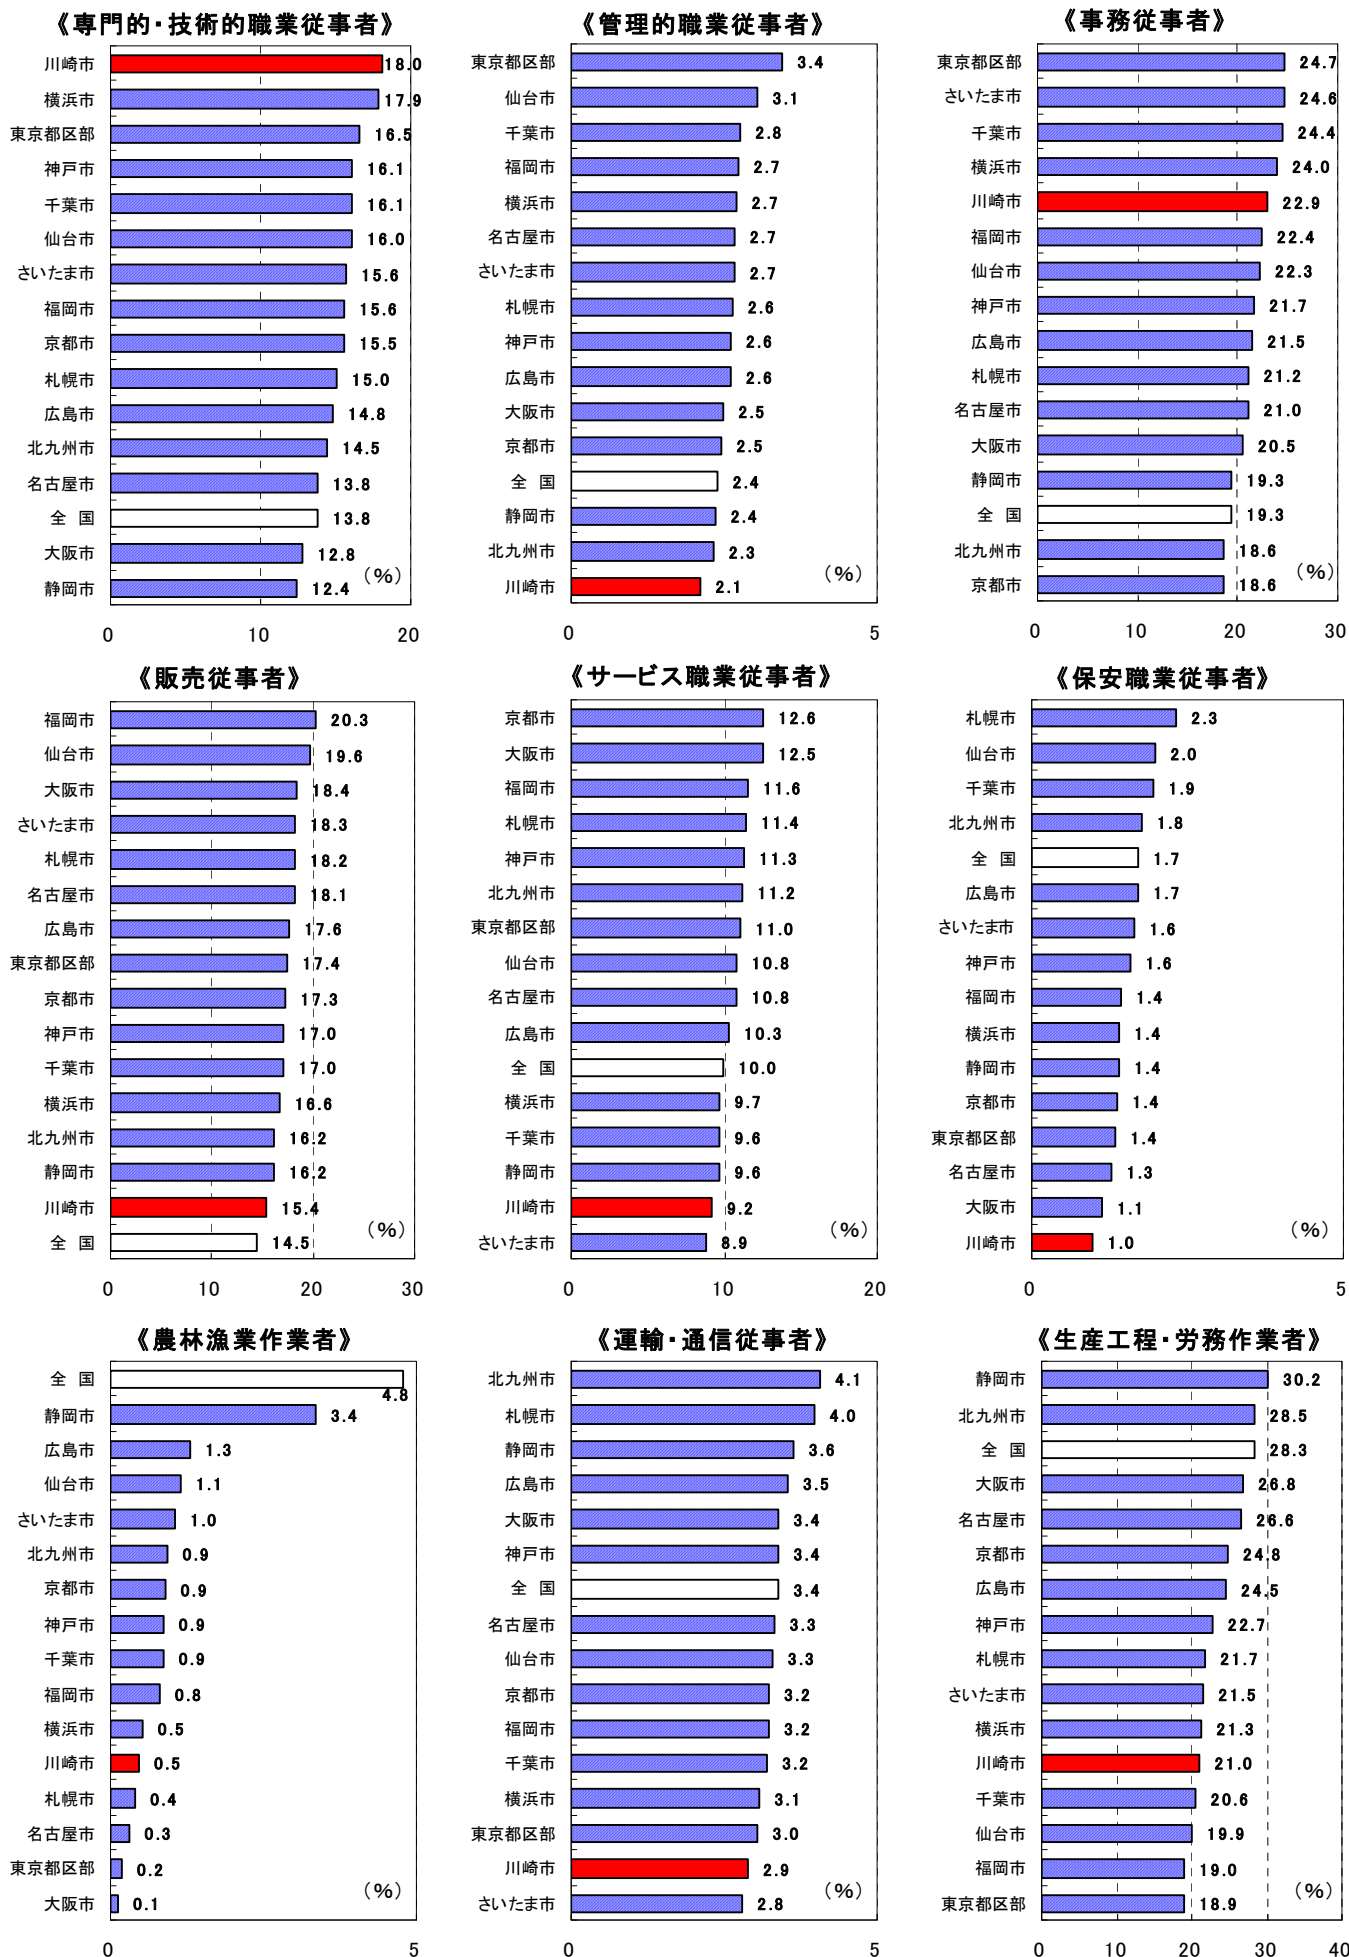 《専門的・技術的職業従事者》
川崎市 18.0
横浜市 17.9
東京都区部 16.5
神戸市 16.1
千葉市 16.1
仙台市 16.0
さいたま市 15.6
福岡市 15.6
京都市 15.5
札幌市 15.0
広島市 14.8
北九州市 14.5
名古屋市 13.8
全 国 13.8
大阪市 12.8
静岡市 12.4
(%)
0 10 20
《管理的職業従事者》
東京都区部 3.4
仙台市 3.1
千葉市 2.8
福岡市 2.7
横浜市 2.7
名古屋市 2.7
さいたま市 2.7
札幌市 2.6
神戸市 2.6
広島市 2.6
大阪市 2.5
京都市 2.5
全 国 2.4
静岡市 2.4
北九州市 2.3
川崎市 2.1
(%)
0 5
《事務従事者》
東京都区部 24.7
さいたま市 24.6
千葉市 24.4
横浜市 24.0
川崎市 22.9
福岡市 22.4
仙台市 22.3
神戸市 21.7
広島市 21.5
札幌市 21.2
名古屋市 21.0
大阪市 20.5
静岡市 19.3
全 国 19.3
北九州市 18.6
京都市 18.6
(%)
0 10 20 30
《販売従事者》
福岡市 20.3
仙台市 19.6
大阪市 18.4
さいたま市 18.3
札幌市 18.2
名古屋市 18.1
広島市 17.6
東京都区部 17.4
京都市 17.3
神戸市 17.0
千葉市 17.0
横浜市 16.6
北九州市 16.2
静岡市 16.2
川崎市 15.4
全 国 14.5
(%)
0 10 20 30
《サービス職業従事者》
京都市 12.6
大阪市 12.5
福岡市 11.6
札幌市 11.4
神戸市 11.3
北九州市 11.2
東京都区部 11.0
仙台市 10.8
名古屋市 10.8
広島市 10.3
全 国 10.0
横浜市 9.7
千葉市 9.6
静岡市 9.6
川崎市 9.2
さいたま市 8.9
(%)
0 10 20
《保安職業従事者》
札幌市 2.3
仙台市 2.0
千葉市 1.9
北九州市 1.8
全 国 1.7
広島市 1.7
さいたま市 1.6
神戸市 1.6
福岡市 1.4
横浜市 1.4
静岡市 1.4
京都市 1.4
東京都区部 1.4
名古屋市 1.3
大阪市 1.1
川崎市 1.0
(%)
0 5
《農林漁業作業者》
全 国 4.8
静岡市 3.4
広島市 1.3
仙台市 1.1
さいたま市 1.0
北九州市 0.9
京都市 0.9
神戸市 0.9
千葉市 0.9
福岡市 0.8
横浜市 0.5
川崎市 0.5
札幌市 0.4
名古屋市 0.3
東京都区部 0.2
大阪市 0.1
(%)
0 5
《運輸・通信従事者》
北九州市 4.1
札幌市 4.0
静岡市 3.6
広島市 3.5
大阪市 3.4
神戸市 3.4
全 国 3.4
名古屋市 3.3
仙台市 3.3
京都市 3.2
福岡市 3.2
千葉市 3.2
横浜市 3.1
東京都区部 3.0
川崎市 2.9
さいたま市 2.8
(%)
0 5
《生産工程・労務作業者》
静岡市 30.2
北九州市 28.5
全 国 28.3
大阪市 26.8
名古屋市 26.6
京都市 24.8
広島市 24.5
神戸市 22.7
札幌市 21.7
さいたま市 21.5
横浜市 21.3
川崎市 21.0
千葉市 20.6
仙台市 19.9
福岡市 19.0
東京都区部 18.9
(%)
0 10 20 30 40